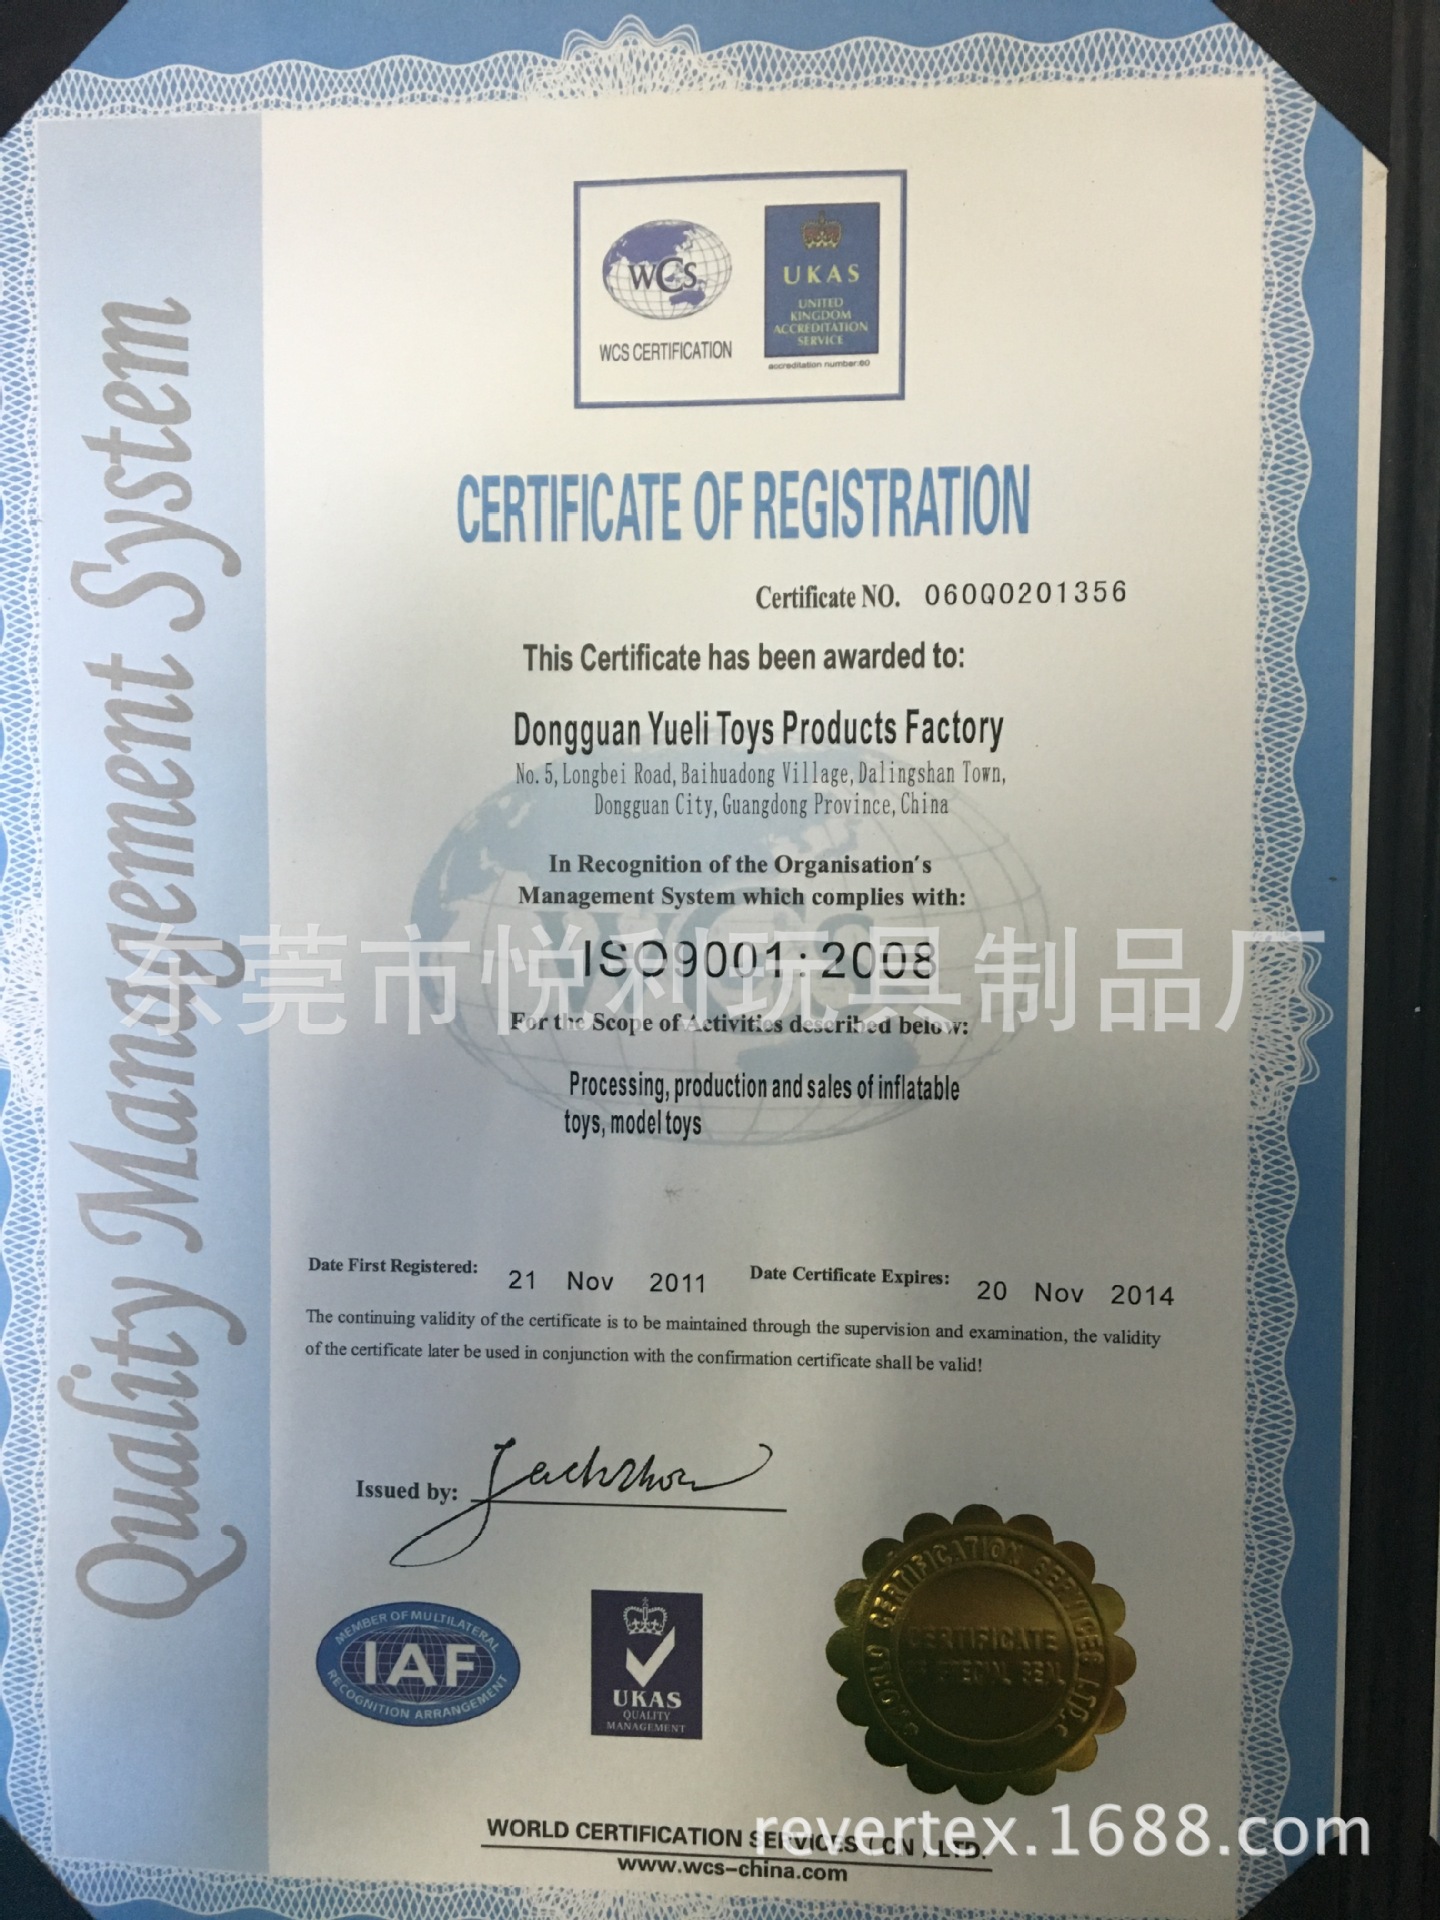 WCS
WCS CERTIFICATION
UKAS
UNITED
KINGDOM
ACCREDITATION
SERVICE
accreditation number:60
Quality Management System
CERTIFICATE OF REGISTRATION
Certificate NO. 060Q0201356
This Certificate has been awarded to:
Dongguan Yueli Toys Products Factory
No. 5, Longbei Road, Baihuadong Village, Dalingshan Town,
Dongguan City, Guangdong Province, China
In Recognition of the Organisation's
Management System which complies with:
东莞市悦利玩具制品厂
ISO9001:2008
For the Scope of Activities described below:
Processing, production and sales of inflatable
toys, model toys
Date First Registered: 21 Nov 2011 Date Certificate Expires: 20 Nov 2014
The continuing validity of the certificate is to be maintained through the supervision and examination, the validity
of the certificate later be used in conjunction with the confirmation certificate shall be valid!
Issued by:
MEMBER OF MULTILATERAL
IAF
RECOGNITION ARRANGEMENT
UKAS
QUALITY
MANAGEMENT
CERTIFICATION SERVICES LTD.
CERTIFICATE
WORLD CERTIFICATION SERVICES (CN) LTD.
www.wcs-china.com
revertex.1688.com